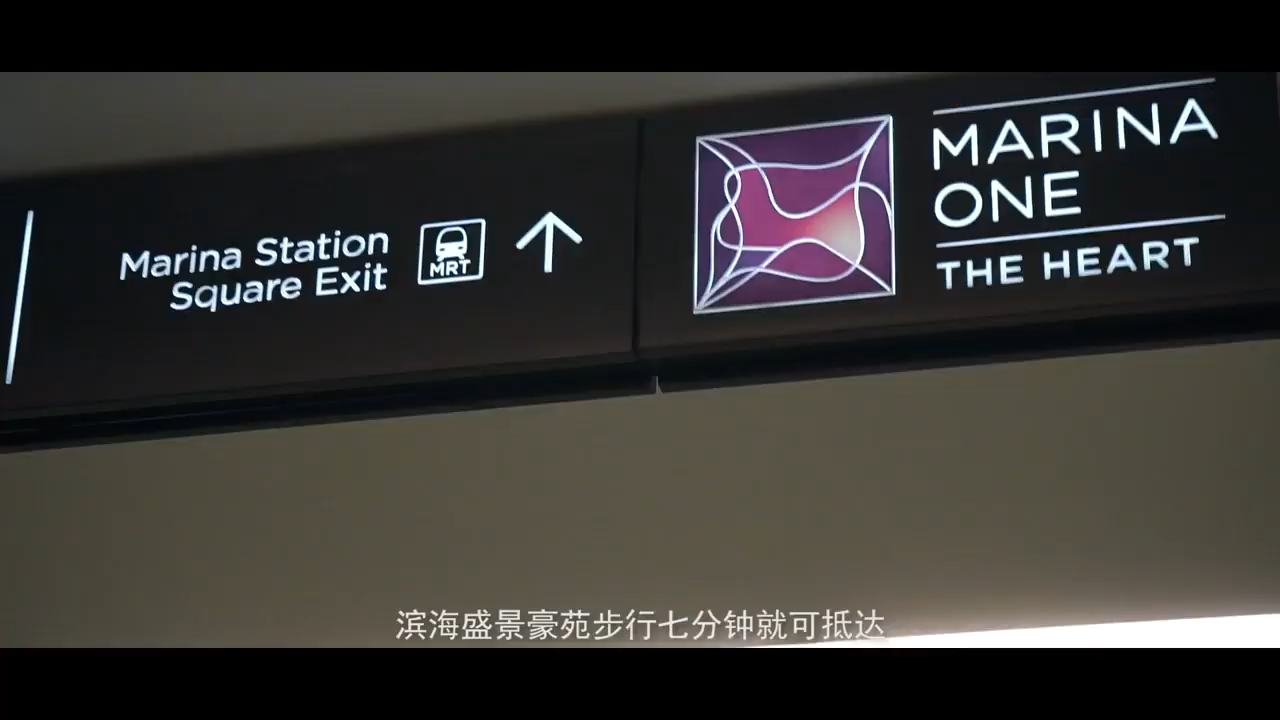 Marina Station
Square Exit
MRT
MARINA
ONE
THE HEART
滨海盛景豪苑步行七分钟就可抵达